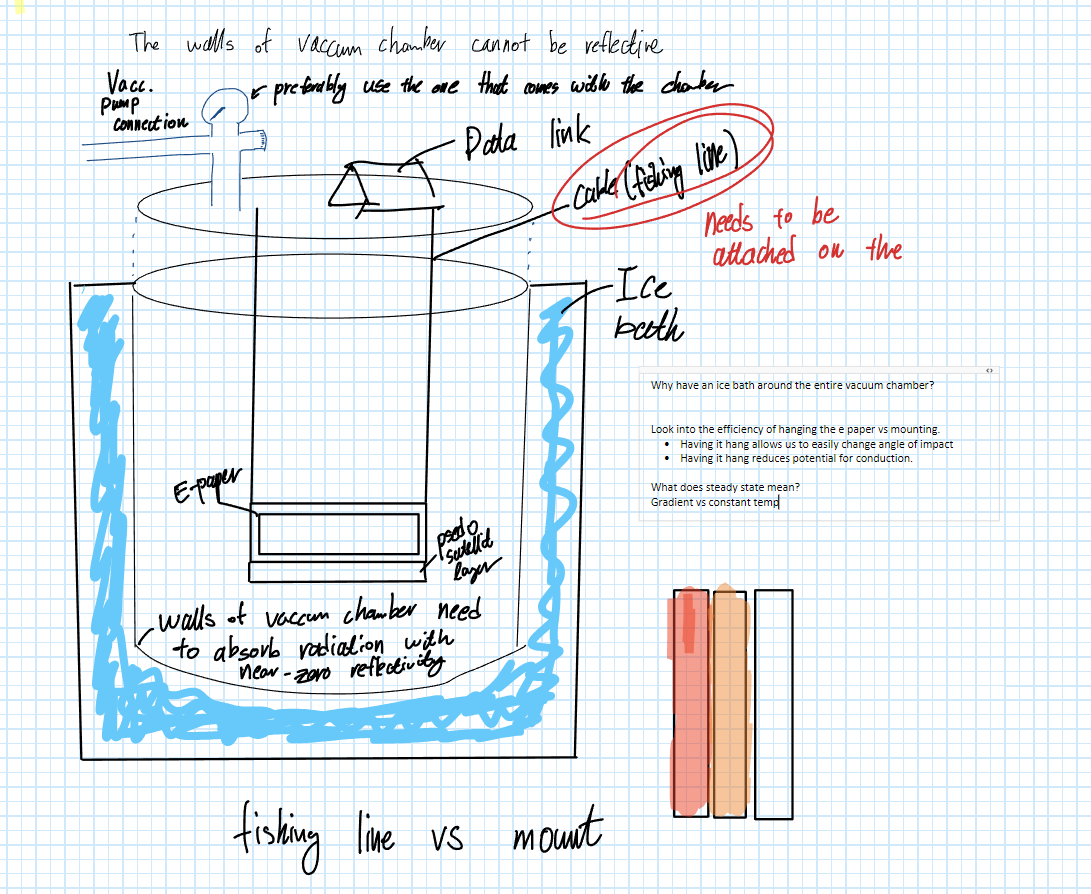 The walls of vaccum chamber cannot be reflective
Vacc.
pump
connection
preferably use the one that comes with the chamber
Data link
cable (fishing line)
needs to be
attached on the
Ice
bath
Why have an ice bath around the entire vacuum chamber?
Look into the efficiency of hanging the e paper vs mounting.
• Having it hang allows us to easily change angle of impact
• Having it hang reduces potential for conduction.
What does steady state mean?
Gradient vs constant temp
E-paper
psedo
satellid
layer
walls of vaccum chamber need
to absorb radiation with
near-zero reflectivity
fishing line vs mount